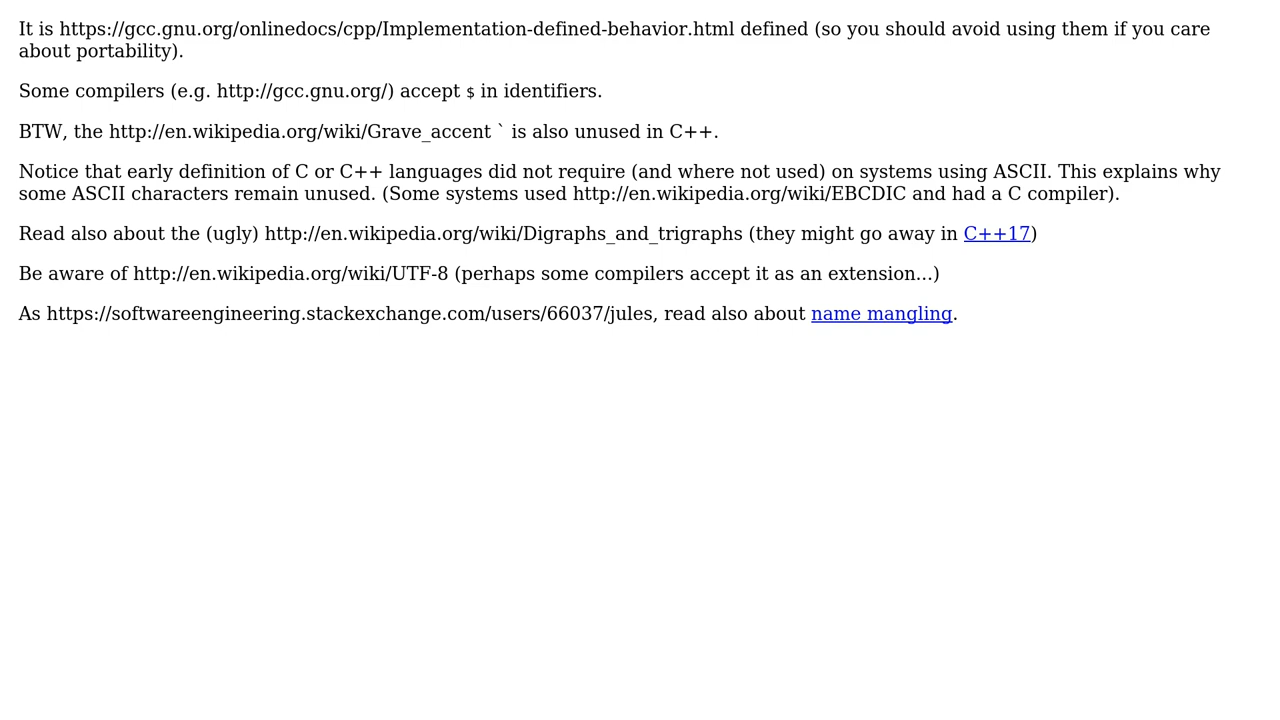 It is https://gcc.gnu.org/onlinedocs/cpp/Implementation-defined-behavior.html defined (so you should avoid using them if you care
about portability).
Some compilers (e.g. http://gcc.gnu.org/) accept $ in identifiers.
BTW, the http://en.wikipedia.org/wiki/Grave_accent ` is also unused in C++.
Notice that early definition of C or C++ languages did not require (and where not used) on systems using ASCII. This explains why
some ASCII characters remain unused. (Some systems used http://en.wikipedia.org/wiki/EBCDIC and had a C compiler).
Read also about the (ugly) http://en.wikipedia.org/wiki/Digraphs_and_trigraphs (they might go away in C++17)
Be aware of http://en.wikipedia.org/wiki/UTF-8 (perhaps some compilers accept it as an extension...)
As https://softwareengineering.stackexchange.com/users/66037/jules, read also about name mangling.